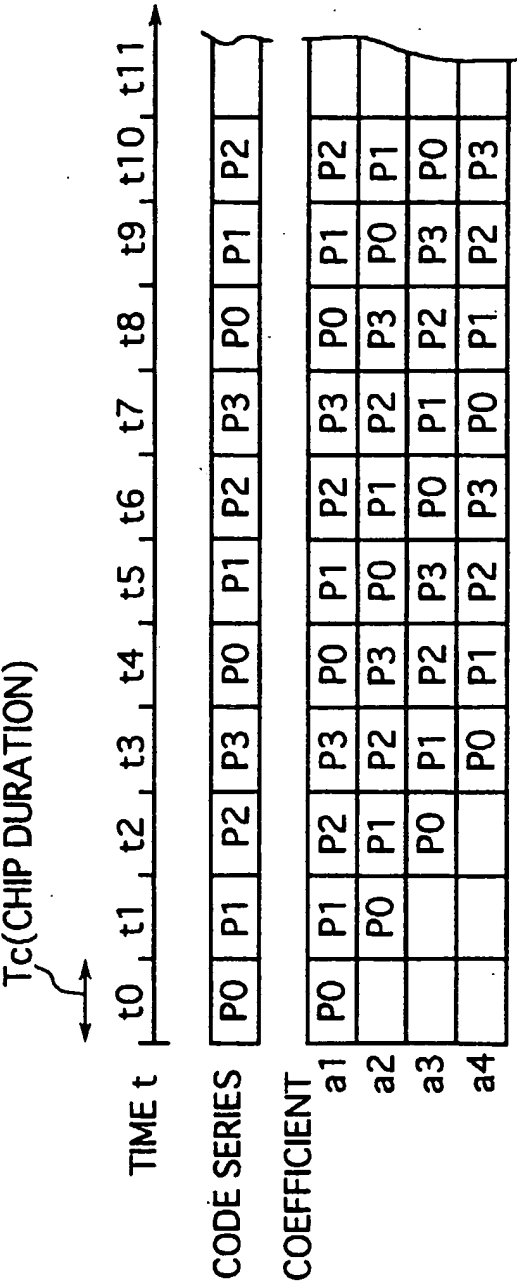 Tc(CHIP DURATION)
TIME t t0 t1 t2 t3 t4 t5 t6 t7 t8 t9 t10 t11
CODE SERIES P0 P1 P2 P3 P0 P1 P2 P3 P0 P1 P2
COEFFICIENT
a1 P0 P1 P2 P3 P0 P1 P2 P3 P0 P1 P2
a2 P0 P1 P2 P3 P0 P1 P2 P3 P0 P1
a3 P0 P1 P2 P3 P0 P1 P2 P3 P0
a4 P0 P1 P2 P3 P0 P1 P2 P3